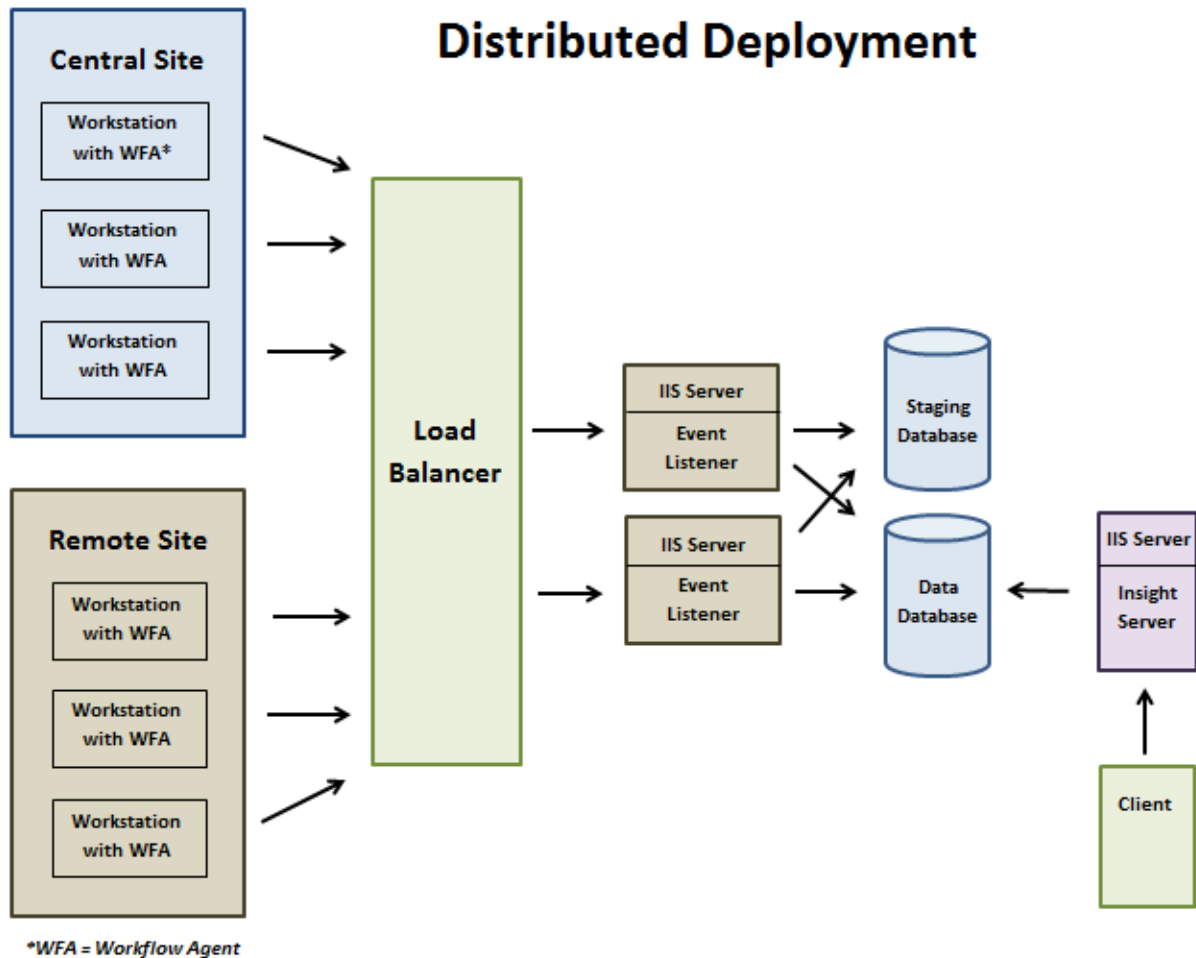 Distributed Deployment
Central Site
Workstation
with WFA*
Workstation
with WFA
Workstation
with WFA
Remote Site
Workstation
with WFA
Workstation
with WFA
Workstation
with WFA
*WFA = Workflow Agent
Load
Balancer
IIS Server
Event
Listener
IIS Server
Event
Listener
Staging
Database
Data
Database
IIS Server
Insight
Server
Client